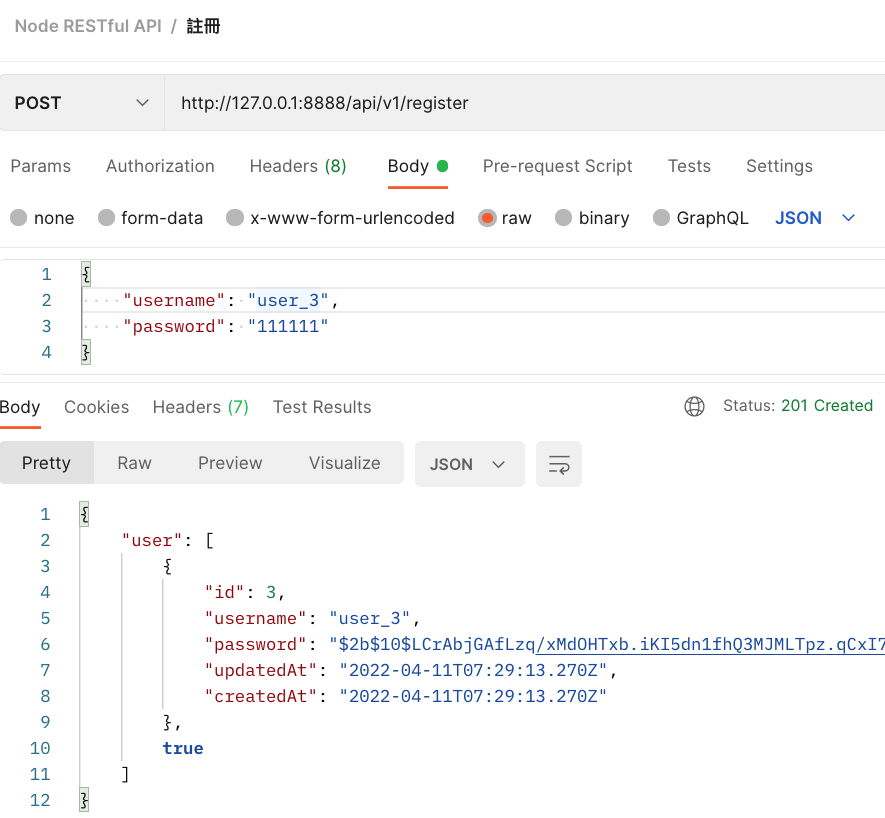 Node RESTful API / 註冊
POST http://127.0.0.1:8888/api/v1/register
Params Authorization Headers (8) Body Pre-request Script Tests Settings
none form-data x-www-form-urlencoded raw binary GraphQL JSON
1 {
2 "username": "user_3",
3 "password": "111111"
4 }
Body Cookies Headers (7) Test Results Status: 201 Created
Pretty Raw Preview Visualize JSON
1 {
2 "user": [
3 {
4 "id": 3,
5 "username": "user_3",
6 "password": "$2b$10$LCrAbjGAfLzq/xMdOHTxb.iKI5dn1fhQ3MJMLTpz.qCxI7
7 "updatedAt": "2022-04-11T07:29:13.270Z",
8 "createdAt": "2022-04-11T07:29:13.270Z"
9 },
10 true
11 ]
12 }